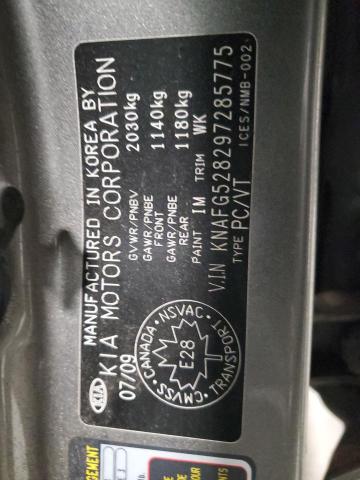 MANUFACTURED IN KOREA BY
KIA KIA MOTORS CORPORATION
07/09
GVWR/PNBV 2030kg
GAWR/PNBE FRONT 1140kg
GAWR/PNBE REAR 1180kg
PAINT 1M TRIM WK
V.I.N KNAFG528297285775
TYPE PC/VT
ICES/NMB-002
CANADA · NSVAC · TRANSPORT · CMVSS
E28